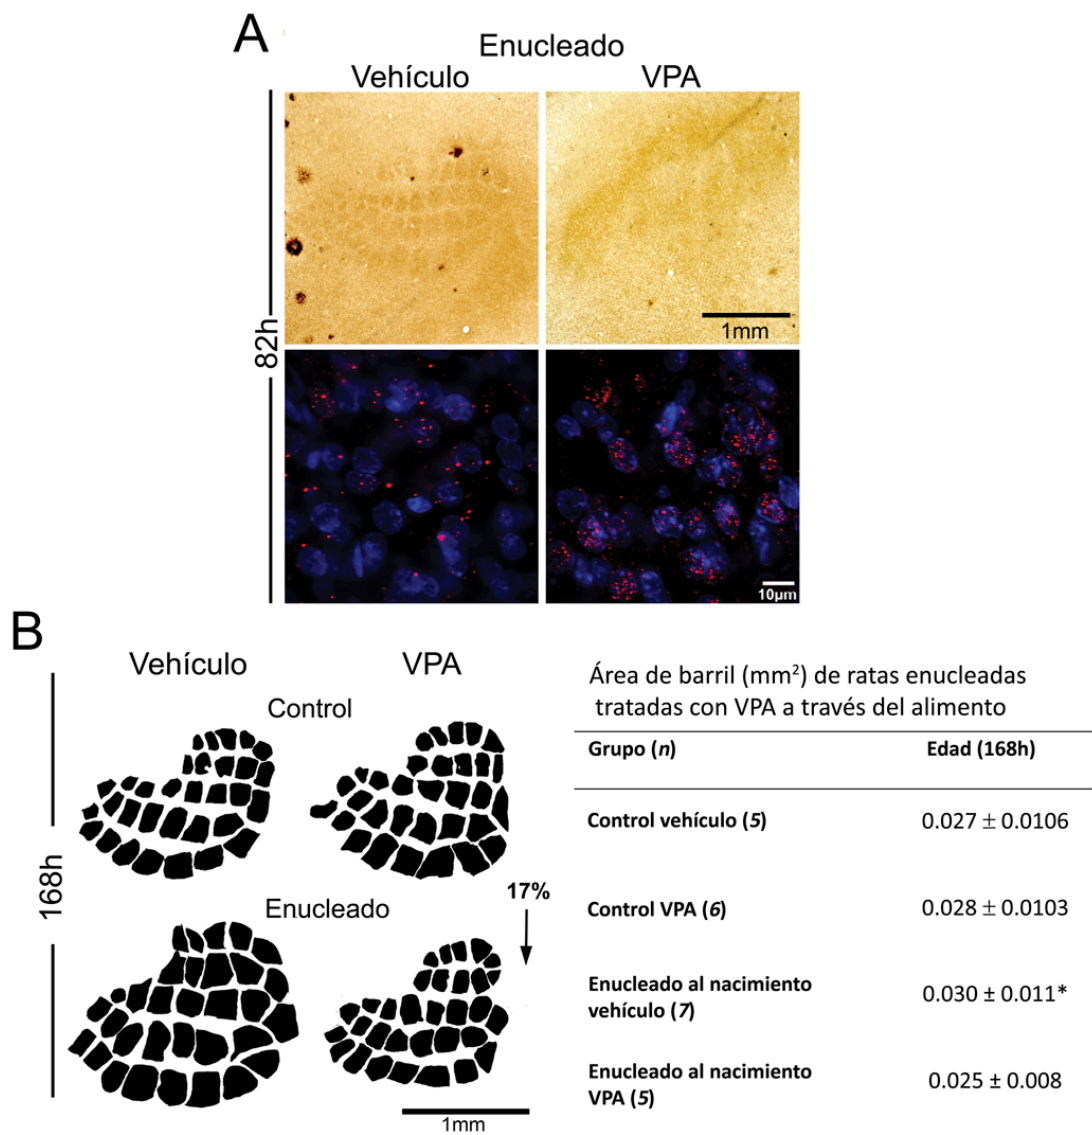 A
Enucleado
Vehículo
VPA
82h
1mm
10µm
B
Vehículo
VPA
Control
168h
17%
Enucleado
1mm
Área de barril (mm²) de ratas enucleadas
tratadas con VPA a través del alimento
Grupo (n)
Edad (168h)
Control vehículo (5)
0.027 ± 0.0106
Control VPA (6)
0.028 ± 0.0103
Enucleado al nacimiento
vehículo (7)
0.030 ± 0.011*
Enucleado al nacimiento
VPA (5)
0.025 ± 0.008